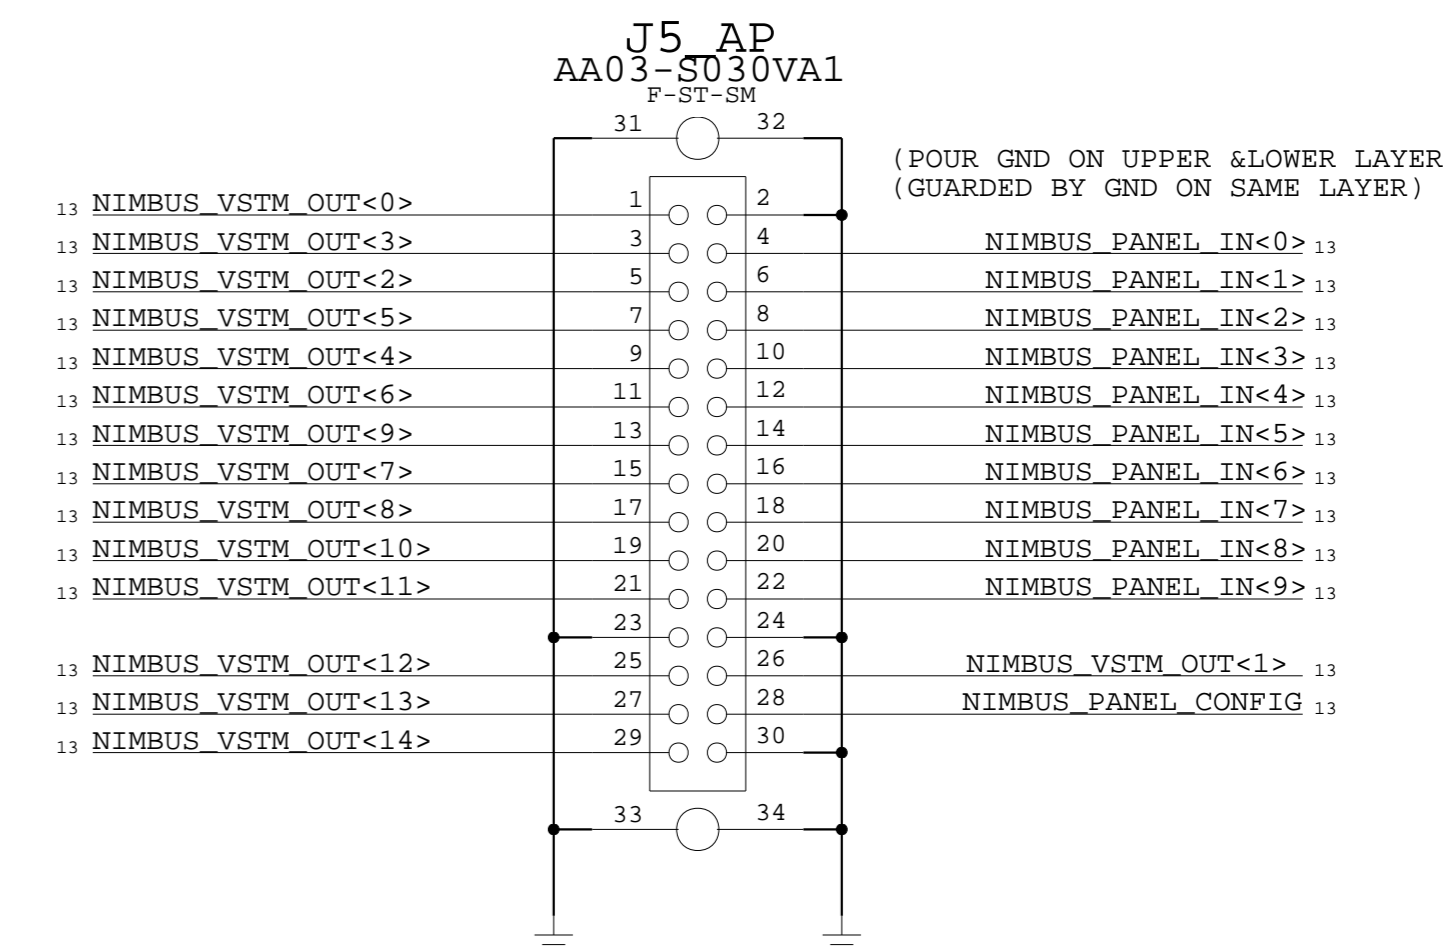 J5_AP
AA03-S030VA1
F-ST-SM
31 32
(POUR GND ON UPPER &LOWER LAYER
(GUARDED BY GND ON SAME LAYER)
13 NIMBUS_VSTM_OUT<0> 1 2
13 NIMBUS_VSTM_OUT<3> 3 4 NIMBUS_PANEL_IN<0> 13
13 NIMBUS_VSTM_OUT<2> 5 6 NIMBUS_PANEL_IN<1> 13
13 NIMBUS_VSTM_OUT<5> 7 8 NIMBUS_PANEL_IN<2> 13
13 NIMBUS_VSTM_OUT<4> 9 10 NIMBUS_PANEL_IN<3> 13
13 NIMBUS_VSTM_OUT<6> 11 12 NIMBUS_PANEL_IN<4> 13
13 NIMBUS_VSTM_OUT<9> 13 14 NIMBUS_PANEL_IN<5> 13
13 NIMBUS_VSTM_OUT<7> 15 16 NIMBUS_PANEL_IN<6> 13
13 NIMBUS_VSTM_OUT<8> 17 18 NIMBUS_PANEL_IN<7> 13
13 NIMBUS_VSTM_OUT<10> 19 20 NIMBUS_PANEL_IN<8> 13
13 NIMBUS_VSTM_OUT<11> 21 22 NIMBUS_PANEL_IN<9> 13
23 24
13 NIMBUS_VSTM_OUT<12> 25 26 NIMBUS_VSTM_OUT<1> 13
13 NIMBUS_VSTM_OUT<13> 27 28 NIMBUS_PANEL_CONFIG 13
13 NIMBUS_VSTM_OUT<14> 29 30
33 34